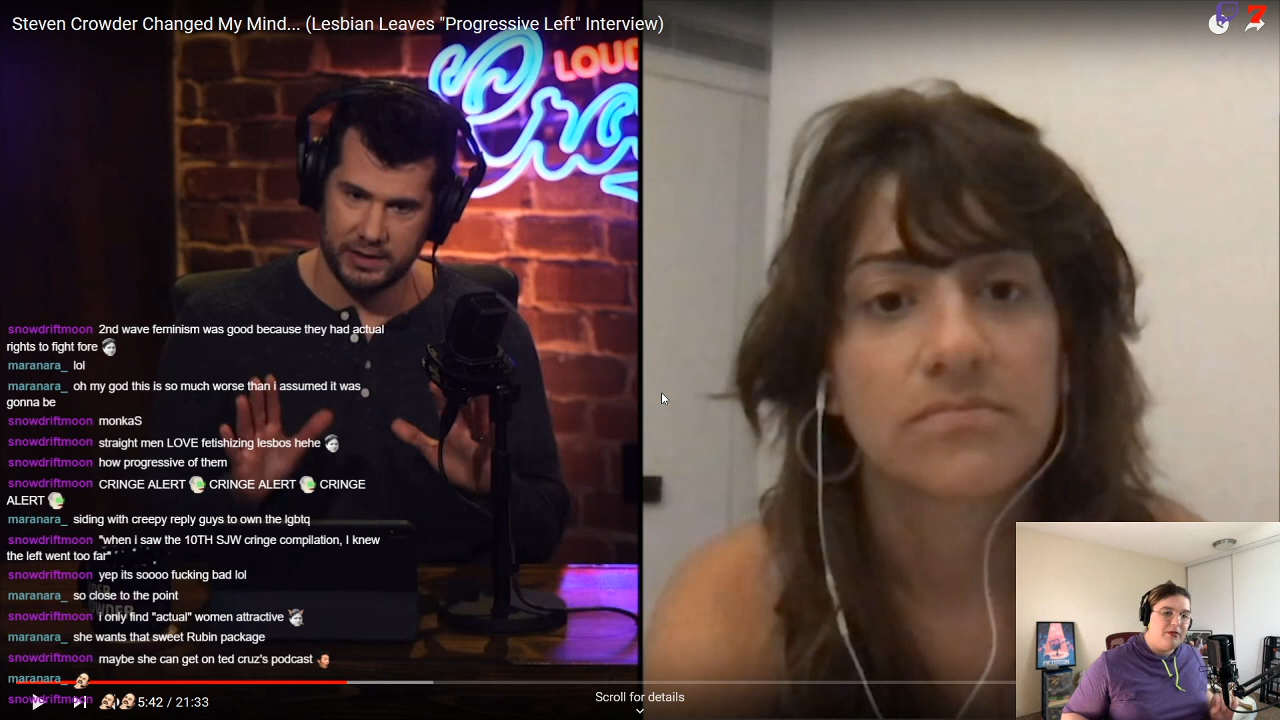 Steven Crowder Changed My Mind... (Lesbian Leaves "Progressive Left" Interview)
7
LOUD
snowdriftmoon 2nd wave feminism was good because they had actual
rights to fight fore
maranara_ lol
maranara_ oh my god this is so much worse than i assumed it was
gonna be
snowdriftmoon monkaS
snowdriftmoon straight men LOVE fetishizing lesbos hehe
snowdriftmoon how progressive of them
snowdriftmoon CRINGE ALERT CRINGE ALERT CRINGE
ALERT
maranara_ siding with creepy reply guys to own the lgbtq
snowdriftmoon "when i saw the 10TH SJW cringe compilation, I knew
the left went too far"
snowdriftmoon yep its soooo fucking bad lol
maranara_ so close to the point
snowdriftmoon i only find "actual" women attractive
maranara_ she wants that sweet Rubin package
snowdriftmoon maybe she can get on ted cruz's podcast
maranara_
snowdriftmoon
5:42 / 21:33
Scroll for details